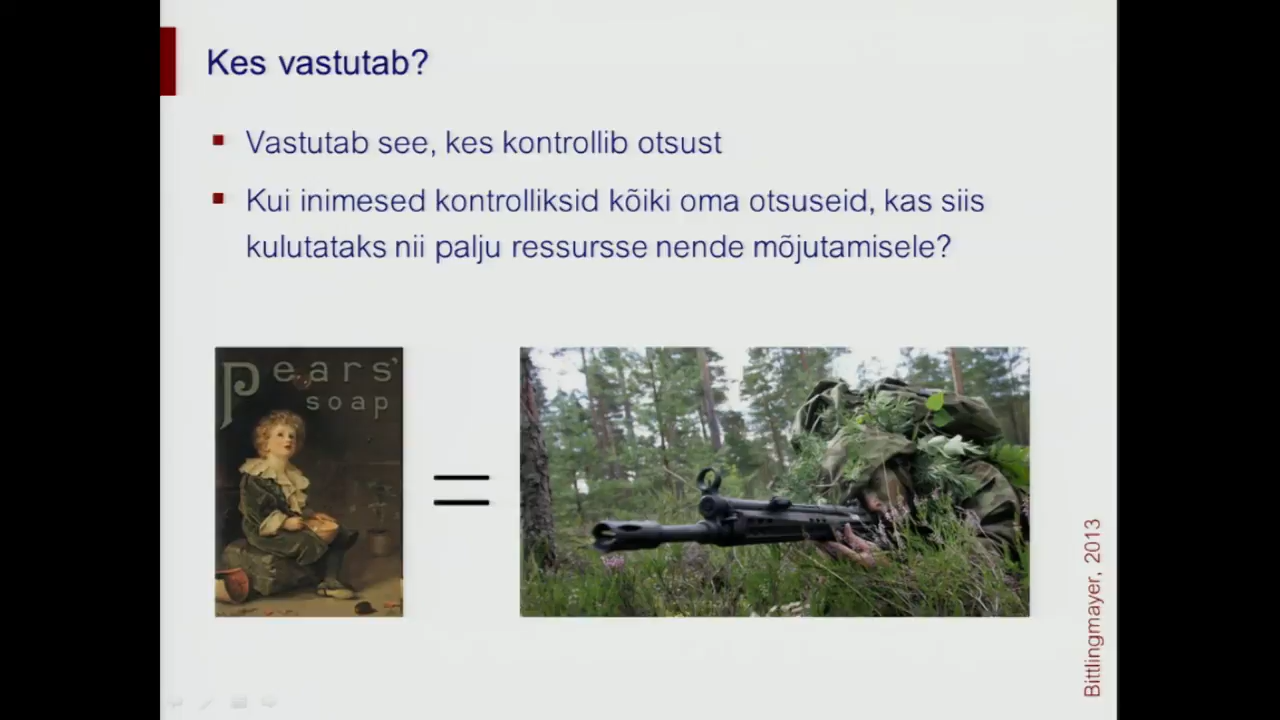 Kes vastutab?
Vastutab see, kes kontrollib otsust
Kui inimesed kontrolliksid kõiki oma otsuseid, kas siis
kulutataks nii palju ressursse nende mõjutamisele?
Pears'
soap
Bittlingmayer, 2013